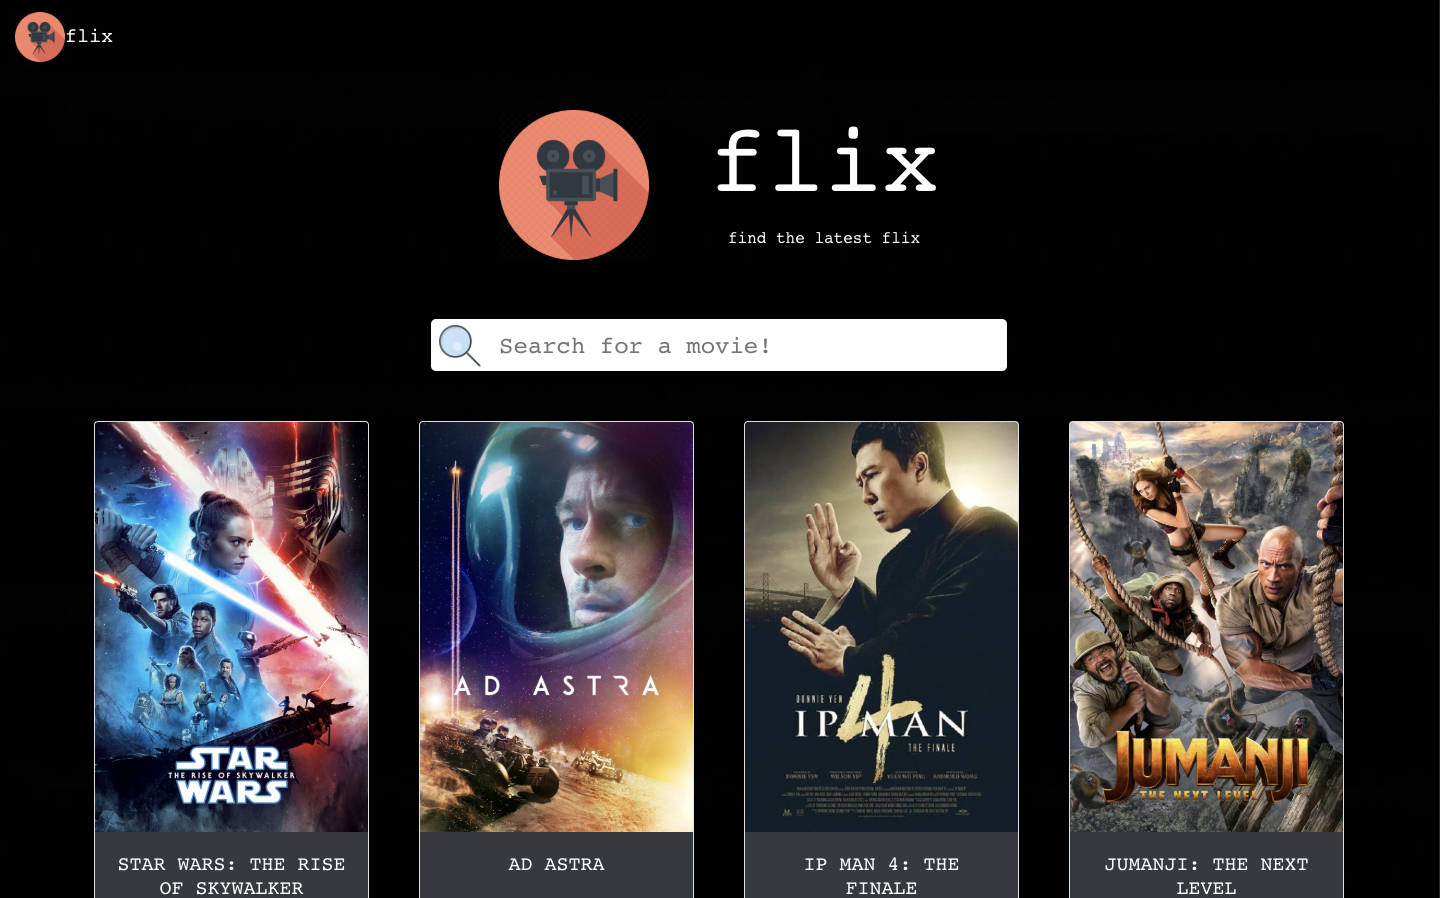 flix
flix
find the latest flix
Search for a movie!
STAR
THE RISE OF SKYWALKER
WARS
AD ASTRA
DONNIE YEN
IP MAN 4
THE FINALE
JUMANJI
THE NEXT LEVEL
STAR WARS: THE RISE
OF SKYWALKER
AD ASTRA
IP MAN 4: THE
FINALE
JUMANJI: THE NEXT
LEVEL